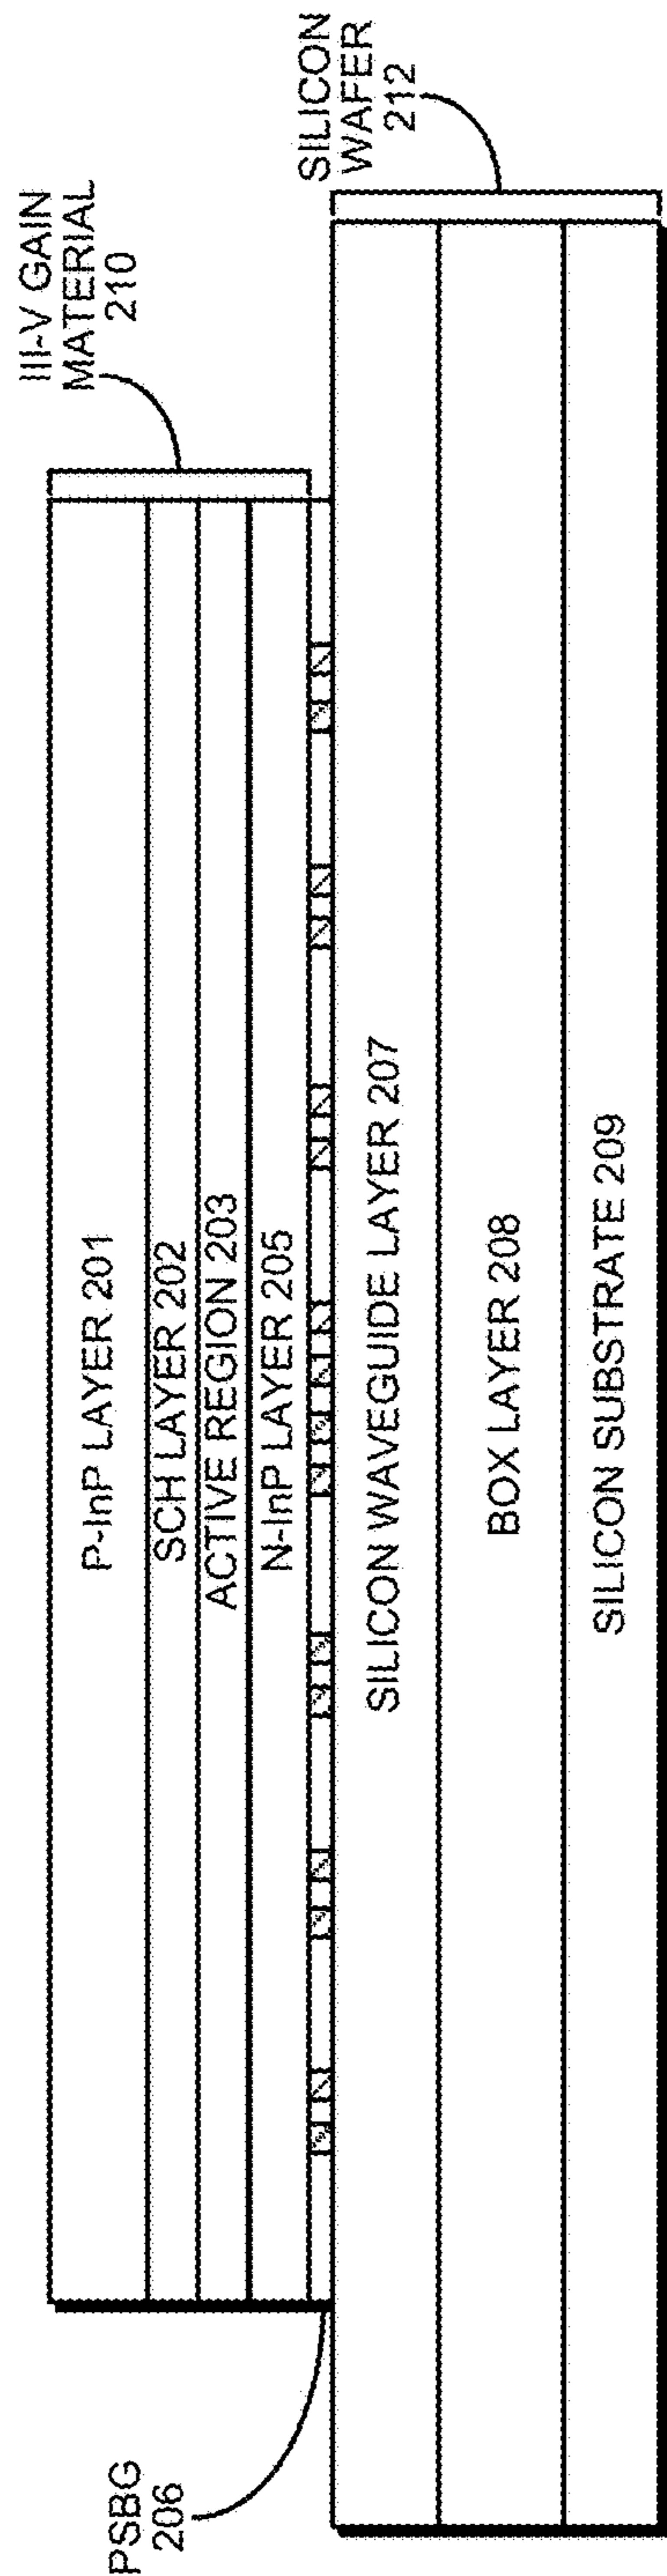 III-V GAIN
MATERIAL
210
SILICON
WAFER
212
P-InP LAYER 201
SCH LAYER 202
ACTIVE REGION 203
N-InP LAYER 205
PSBG
206
SILICON WAVEGUIDE LAYER 207
BOX LAYER 208
SILICON SUBSTRATE 209